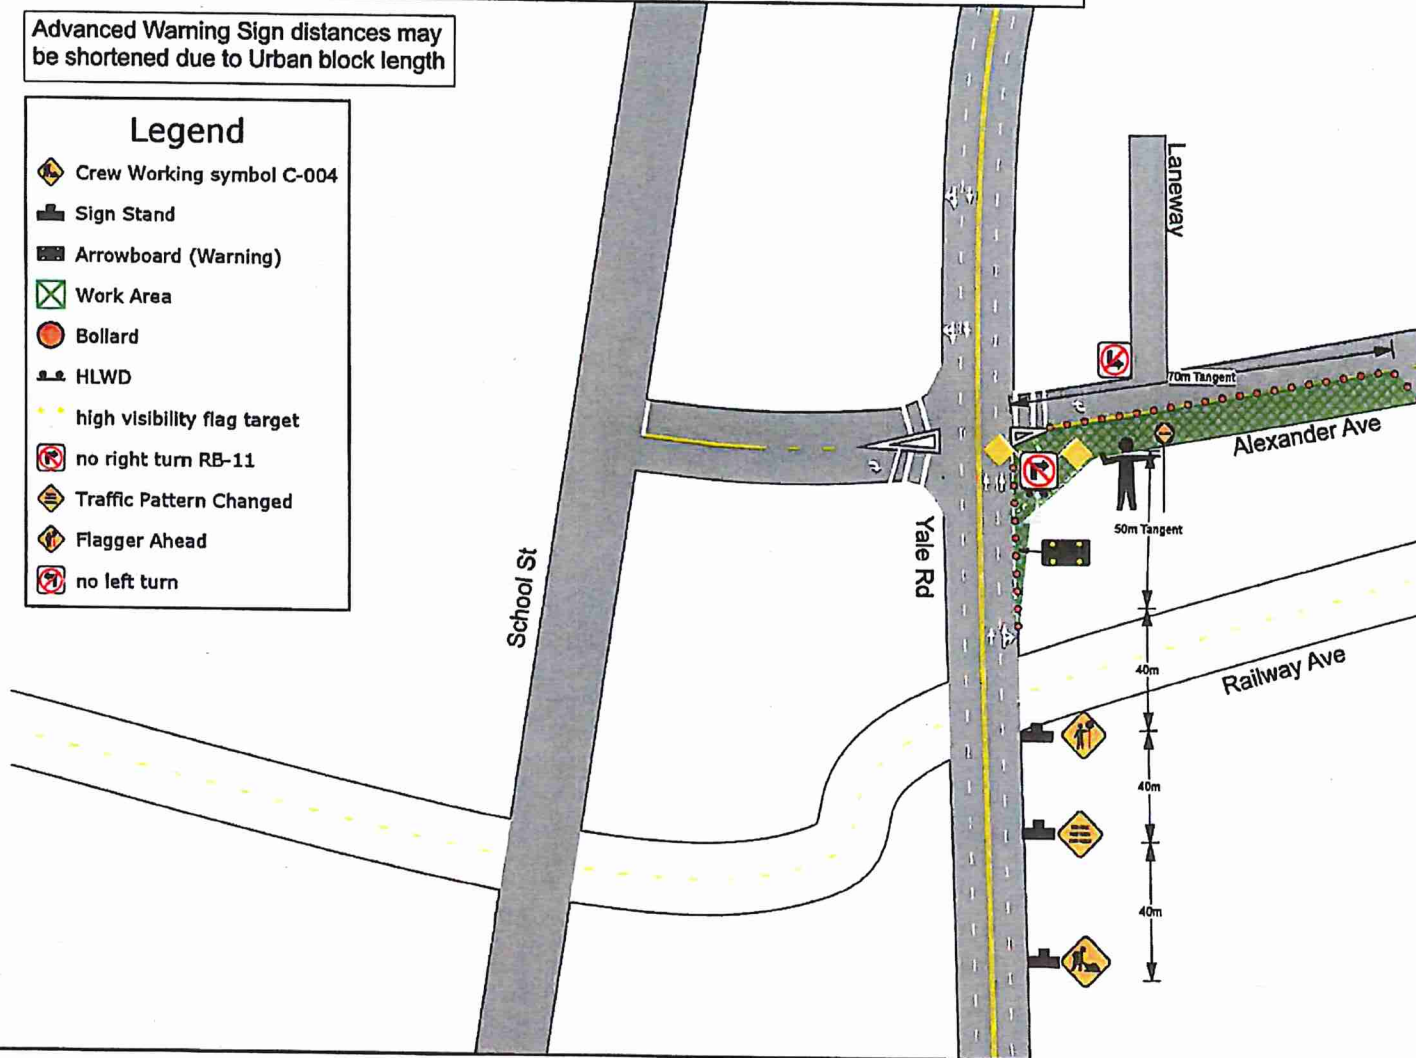 Advanced Warning Sign distances may
be shortened due to Urban block length
Legend
Crew Working symbol C-004
Sign Stand
Arrowboard (Warning)
Work Area
Bollard
HLWD
high visibility flag target
no right turn RB-11
Traffic Pattern Changed
Flagger Ahead
no left turn
Laneway
70m Tangent
Alexander Ave
50m Tangent
Yale Rd
School St
Railway Ave
40m
40m
40m